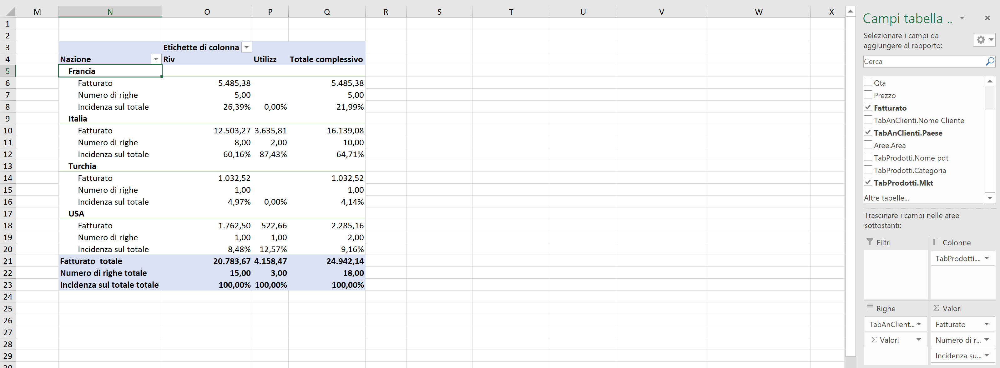 M N O P Q R S T U V W X
1
2
3 Etichette di colonna
4 Nazione Riv Utilizz Totale complessivo
5 Francia
6 Fatturato 5.485,38 5.485,38
7 Numero di righe 5,00 5,00
8 Incidenza sul totale 26,39% 0,00% 21,99%
9 Italia
10 Fatturato 12.503,27 3.635,81 16.139,08
11 Numero di righe 8,00 2,00 10,00
12 Incidenza sul totale 60,16% 87,43% 64,71%
13 Turchia
14 Fatturato 1.032,52 1.032,52
15 Numero di righe 1,00 1,00
16 Incidenza sul totale 4,97% 0,00% 4,14%
17 USA
18 Fatturato 1.762,50 522,66 2.285,16
19 Numero di righe 1,00 1,00 2,00
20 Incidenza sul totale 8,48% 12,57% 9,16%
21 Fatturato totale 20.783,67 4.158,47 24.942,14
22 Numero di righe totale 15,00 3,00 18,00
23 Incidenza sul totale totale 100,00% 100,00% 100,00%
24
25
26
27
28
29
30
Campi tabella ..
Selezionare i campi da
aggiungere al rapporto:
Cerca
Qta
Prezzo
Fatturato
TabAnClienti.Nome Cliente
TabAnClienti.Paese
Aree.Area
TabProdotti.Nome pdt
TabProdotti.Categoria
TabProdotti.Mkt
Altre tabelle...
Trascinare i campi nelle aree
sottostanti:
Filtri
Colonne
TabProdotti....
Righe
Σ Valori
TabAnClient...
Fatturato
Σ Valori
Numero di r...
Incidenza su...